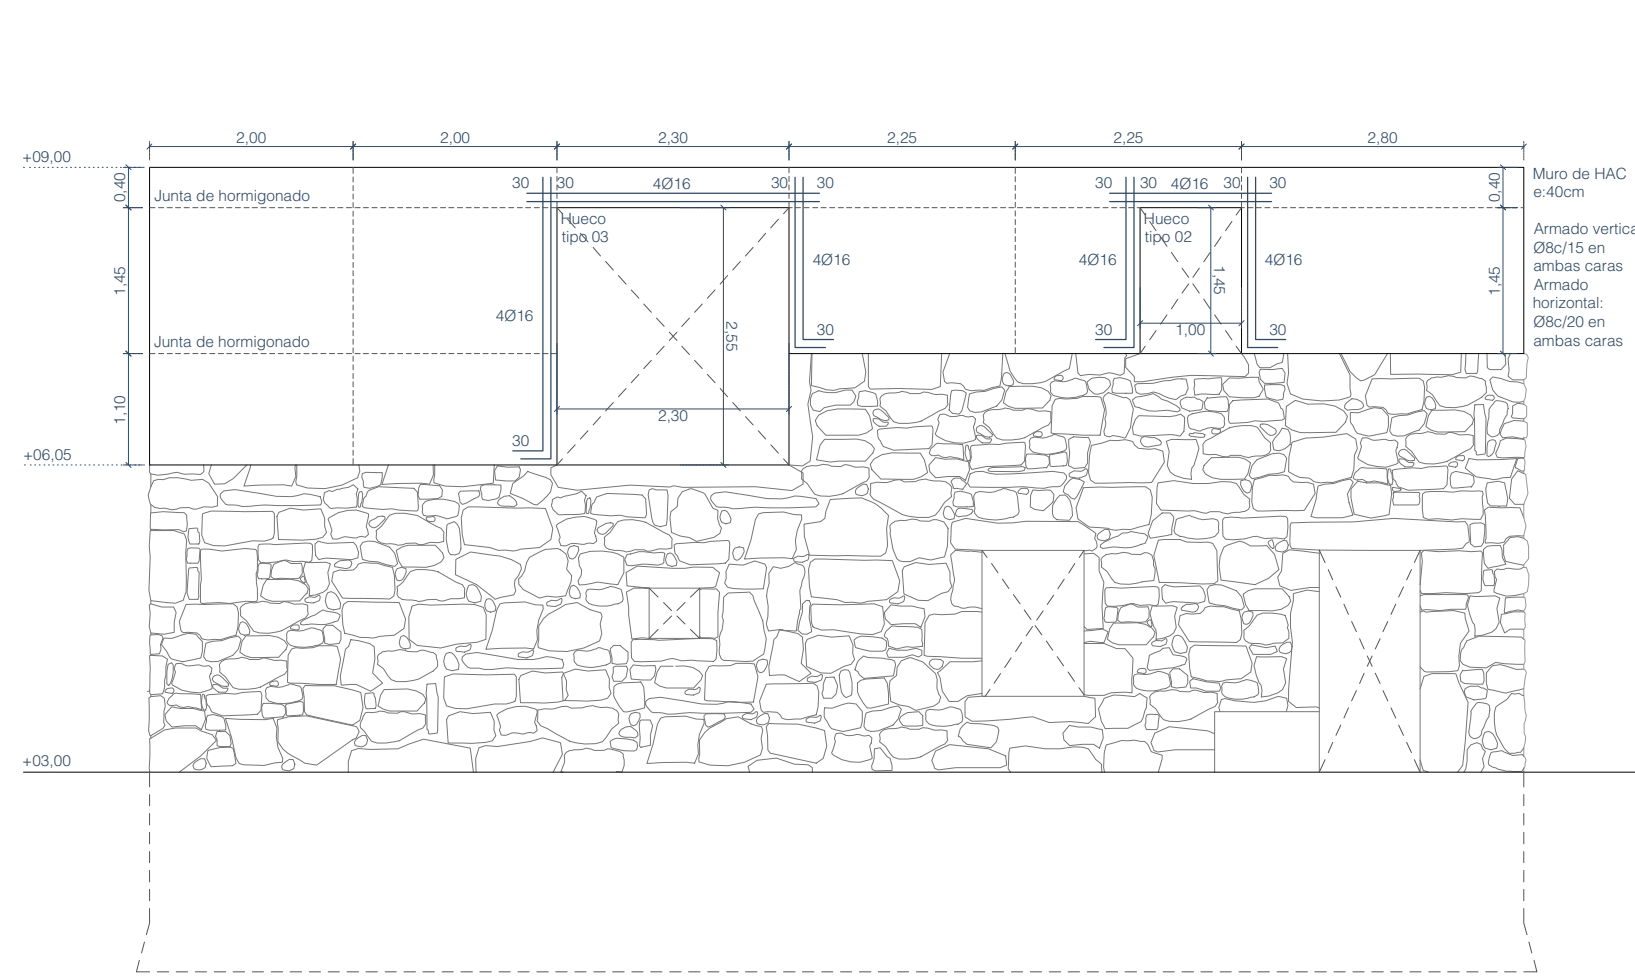 2,00 2,00 2,30 2,25 2,25 2,80
+09,00
0,40
Junta de hormigonado
30 30 4Ø16 30 30
30 30 4Ø16 30 30
0,40
Muro de HAC
e:40cm
Hueco
tipo 03
Hueco
tipo 02
Armado vertica
Ø8c/15 en
ambas caras
Armado
horizontal:
Ø8c/20 en
ambas caras
1,45
4Ø16
4Ø16
4Ø16
4Ø16
1,45
1,45
2,55
30
30
1,00
30
Junta de hormigonado
1,10
2,30
30
+06,05
+03,00